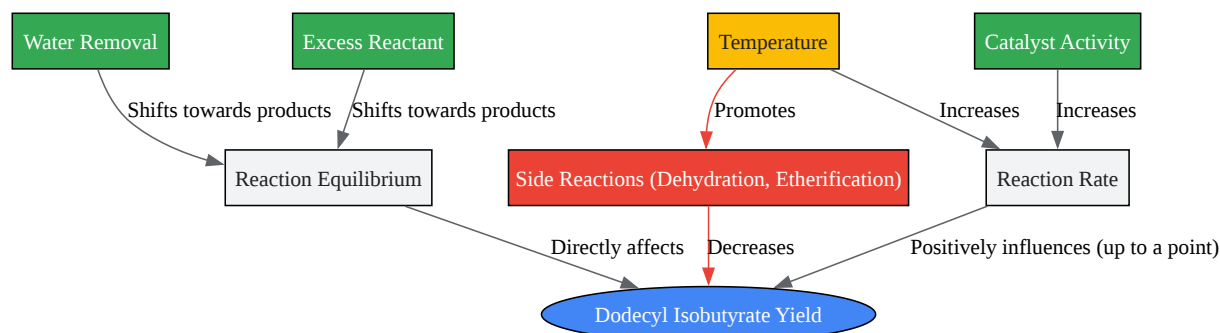 Water Removal
Excess Reactant
Temperature
Catalyst Activity
Shifts towards products
Shifts towards products
Promotes
Increases
Increases
Reaction Equilibrium
Side Reactions (Dehydration, Etherification)
Reaction Rate
Directly affects
Decreases
Positively influences (up to a point)
Dodecyl Isobutyrate Yield